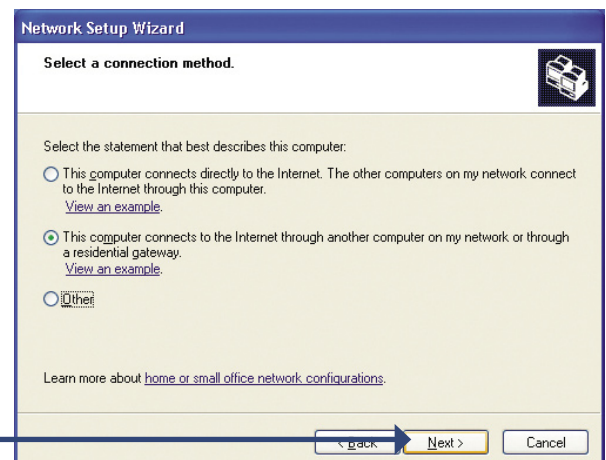 Network Setup Wizard
Select a connection method.
Select the statement that best describes this computer:
This computer connects directly to the Internet. The other computers on my network connect
to the Internet through this computer.
View an example.
This computer connects to the Internet through another computer on my network or through
a residential gateway.
View an example.
Other
Learn more about home or small office network configurations.
< Back Next > Cancel